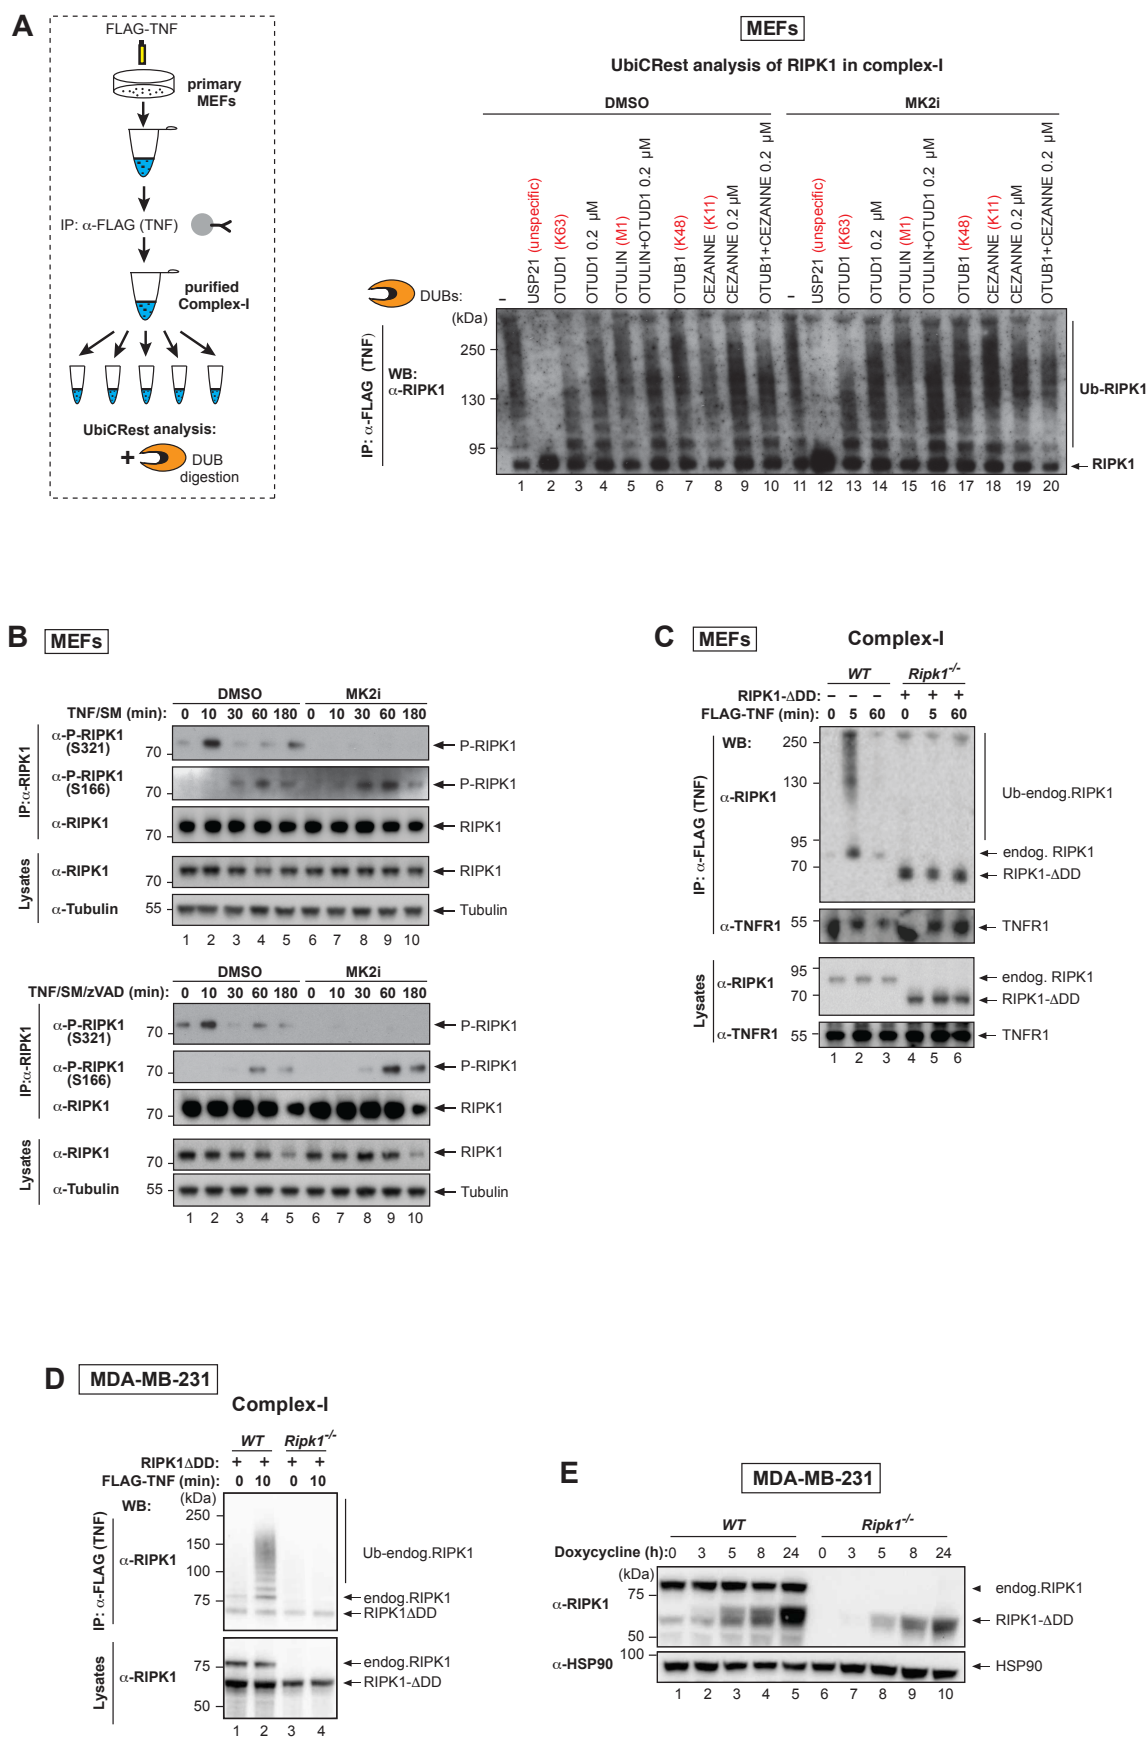 A
FLAG-TNF
primary
MEFs
IP: α-FLAG (TNF)
purified
Complex-I
UbiCRest analysis:
+ DUB
digestion
MEFs
UbiCRest analysis of RIPK1 in complex-I
DMSO MK2i
– USP21 (unspecific) OTUD1 (K63) OTUD1 0.2 µM OTULIN (M1) OTULIN+OTUD1 0.2 µM OTUB1 (K48) CEZANNE (K11) CEZANNE 0.2 µM OTUB1+CEZANNE 0.2 µM – USP21 (unspecific) OTUD1 (K63) OTUD1 0.2 µM OTULIN (M1) OTULIN+OTUD1 0.2 µM OTUB1 (K48) CEZANNE (K11) CEZANNE 0.2 µM OTUB1+CEZANNE 0.2 µM
DUBs:
(kDa)
IP: α-FLAG (TNF)
WB:
α-RIPK1
250
130
95
Ub-RIPK1
RIPK1
1 2 3 4 5 6 7 8 9 10 11 12 13 14 15 16 17 18 19 20
B MEFs
DMSO MK2i
TNF/SM (min): 0 10 30 60 180 0 10 30 60 180
IP:α-RIPK1
α-P-RIPK1
(S321)
70
P-RIPK1
α-P-RIPK1
(S166)
70
P-RIPK1
α-RIPK1
70
RIPK1
Lysates
α-RIPK1
70
RIPK1
α-Tubulin 55 Tubulin
1 2 3 4 5 6 7 8 9 10
DMSO MK2i
TNF/SM/zVAD (min): 0 10 30 60 180 0 10 30 60 180
IP:α-RIPK1
α-P-RIPK1
(S321)
70
P-RIPK1
α-P-RIPK1
(S166)
70
P-RIPK1
α-RIPK1
70
RIPK1
Lysates
α-RIPK1
70
RIPK1
α-Tubulin 55 Tubulin
1 2 3 4 5 6 7 8 9 10
C MEFs Complex-I
WT Ripk1-/-
RIPK1-ΔDD: – – – + + +
FLAG-TNF (min): 0 5 60 0 5 60
IP: α-FLAG (TNF)
WB:
250
130
α-RIPK1
Ub-endog.RIPK1
95
endog. RIPK1
70
RIPK1-ΔDD
α-TNFR1 55 TNFR1
Lysates
α-RIPK1
95
endog. RIPK1
70
RIPK1-ΔDD
α-TNFR1 55 TNFR1
1 2 3 4 5 6
D MDA-MB-231
Complex-I
WT Ripk1-/-
RIPK1ΔDD: + + + +
FLAG-TNF (min): 0 10 0 10
(kDa)
WB:
IP: α-FLAG (TNF)
250
150
α-RIPK1
Ub-endog.RIPK1
100
75
endog.RIPK1
RIPK1ΔDD
Lysates
α-RIPK1
endog.RIPK1
75
RIPK1-ΔDD
50
1 2 3 4
E MDA-MB-231
WT Ripk1-/-
Doxycycline (h): 0 3 5 8 24 0 3 5 8 24
(kDa)
75
endog.RIPK1
α-RIPK1
RIPK1-ΔDD
50
100
α-HSP90 HSP90
1 2 3 4 5 6 7 8 9 10